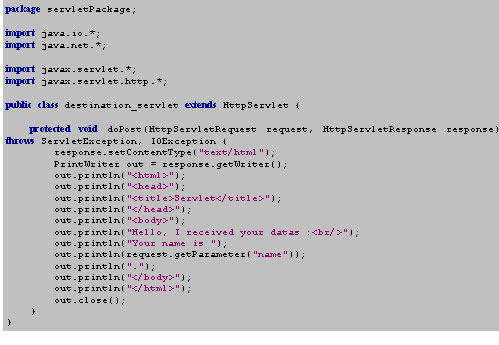 package servletPackage;
import java.io.*;
import java.net.*;
import javax.servlet.*;
import javax.servlet.http.*;
public class destination_servlet extends HttpServlet {
protected void doPost(HttpServletRequest request, HttpServletResponse response)
throws ServletException, IOException {
response.setContentType("text/html");
PrintWriter out = response.getWriter();
out.println("<html>");
out.println("<head>");
out.println("<title>Servlet</title>");
out.println("</head>");
out.println("<body>");
out.println("Hello, I received your datas :<br/>");
out.println("Your name is ");
out.println(request.getParameter("name"));
out.println(".");
out.println("</body>");
out.println("</html>");
out.close();
}
}